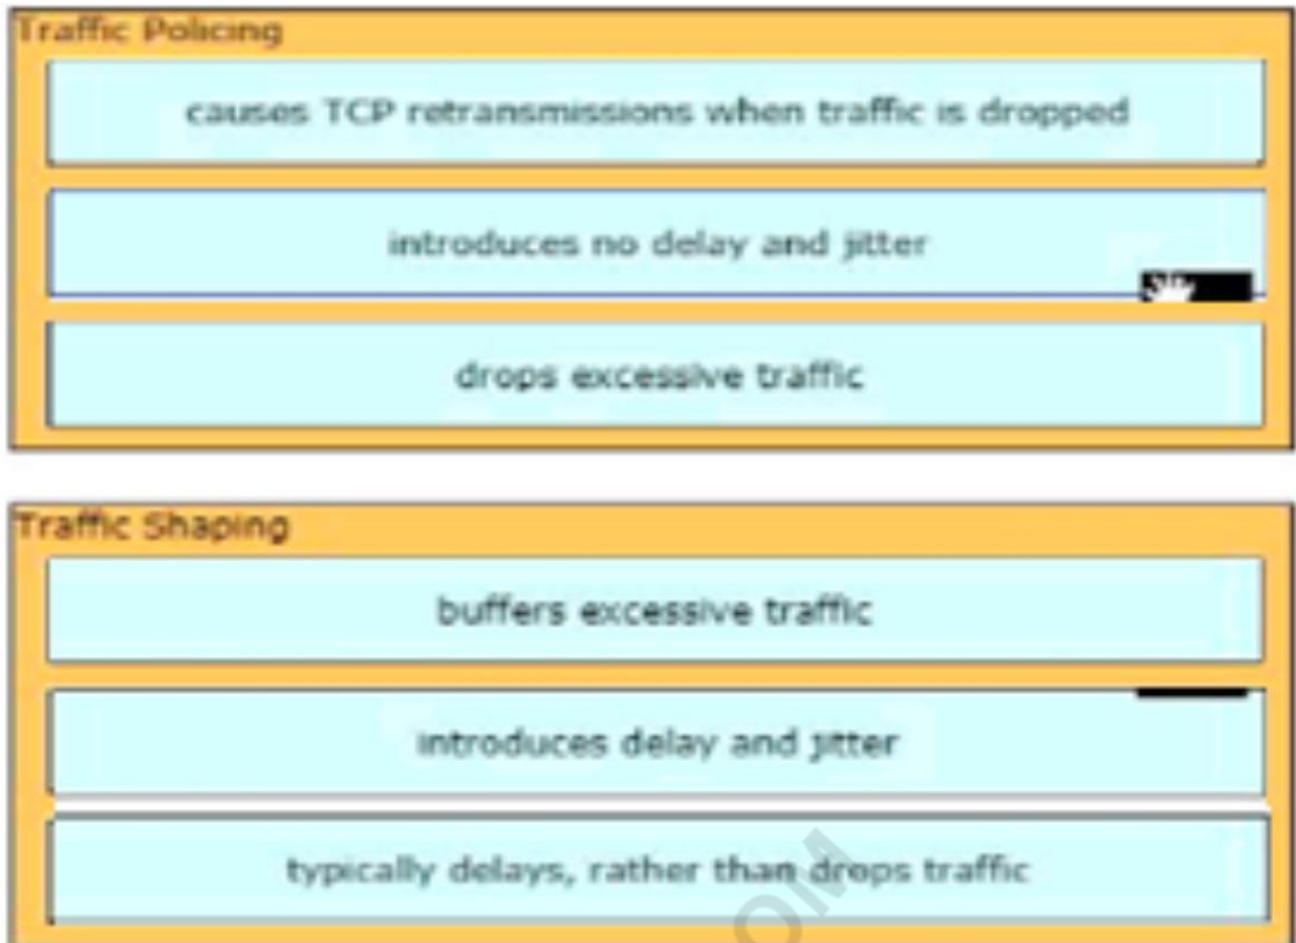 Traffic Policing
causes TCP retransmissions when traffic is dropped
introduces no delay and jitter
drops excessive traffic
Traffic Shaping
buffers excessive traffic
introduces delay and jitter
typically delays, rather than drops traffic
OM